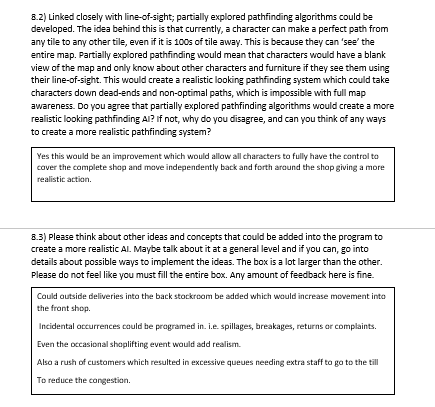 8.2) Linked closely with line-of-sight; partially explored pathfinding algorithms could be
developed. The idea behind this is that currently, a character can make a perfect path from
any tile to any other tile, even if it is 100s of tile away. This is because they can ‘see’ the
entire map. Partially explored pathfinding would mean that characters would have a blank
view of the map and only know about other characters and furniture if they see them using
their line-of-sight. This would create a realistic looking pathfinding system which could take
characters down dead-ends and non-optimal paths, which is impossible with full map
awareness. Do you agree that partially explored pathfinding algorithms would create a more
realistic looking pathfinding AI? If not, why do you disagree, and can you think of any ways
to create a more realistic pathfinding system?
Yes this would be an improvement which would allow all characters to fully have the control to
cover the complete shop and move independently back and forth around the shop giving a more
realistic action.
8.3) Please think about other ideas and concepts that could be added into the program to
create a more realistic AI. Maybe talk about it at a general level and if you can, go into
details about possible ways to implement the ideas. The box is a lot larger than the other.
Please do not feel like you must fill the entire box. Any amount of feedback here is fine.
Could outside deliveries into the back stockroom be added which would increase movement into
the front shop.
Incidental occurrences could be programed in. i.e. spillages, breakages, returns or complaints.
Even the occasional shoplifting event would add realism.
Also a rush of customers which resulted in excessive queues needing extra staff to go to the till
To reduce the congestion.